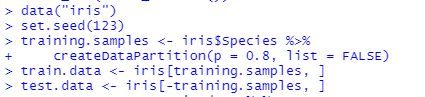 > data("iris")
> set.seed(123)
> training.samples <- iris$Species %>%
+     createDataPartition(p = 0.8, list = FALSE)
> train.data <- iris[training.samples, ]
> test.data <- iris[-training.samples, ]